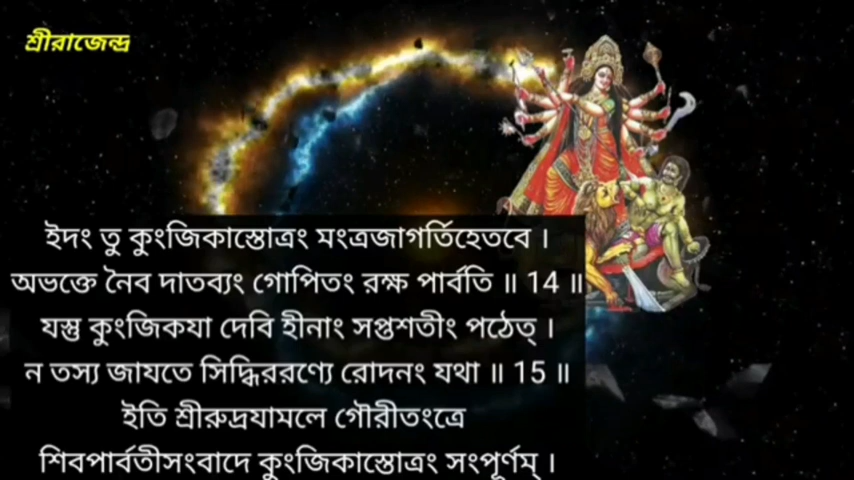 শ্রীরাজেন্দ্র
ইদং তু কুংজিকাস্তোত্রং মংত্রজাগর্তিহেতবে ।
অভক্তে নৈব দাতব্যং গোপিতং রক্ষ পার্বতি ॥ 14 ॥
যস্তু কুংজিকযা দেবি হীনাং সপ্তশতীং পঠেত্ ।
ন তস্য জাযতে সিদ্ধিররণ্যে রোদনং যথা ॥ 15 ॥
ইতি শ্রীরুদ্রযামলে গৌরীতংত্রে
শিবপার্বতীসংবাদে কুংজিকাস্তোত্রং সংপূর্ণম্ ।